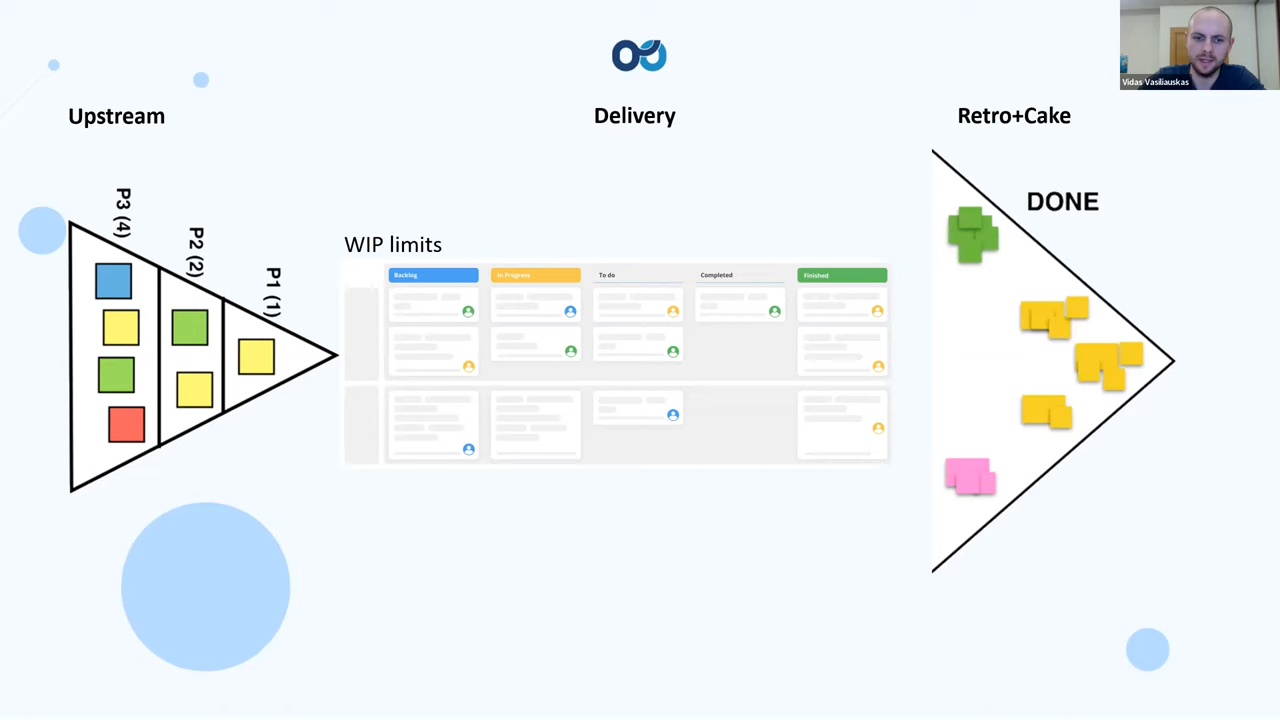 Vidas Vasiliauskas
Upstream
Delivery
Retro+Cake
P3 (4)
P2 (2)
P1 (1)
DONE
WIP limits
Backlog
In Progress
To do
Completed
Finished